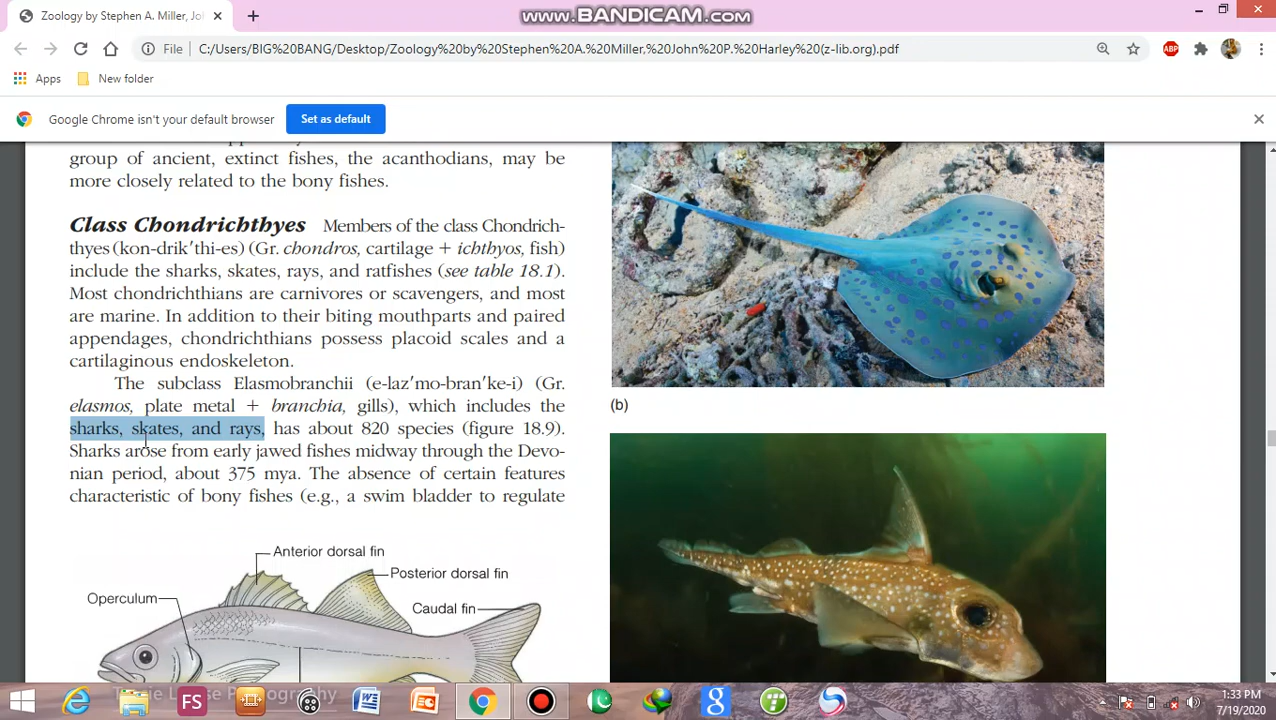 Zoology by Stephen A. Miller, Jo
www.BANDICAM.com
File
C:/Users/BIG%20BANG/Desktop/Zoology%20by%20Stephen%20A.%20Miller,%20John%20P.%20Harley%20(z-lib.org).pdf
ABP
Apps
New folder
Google Chrome isn't your default browser
Set as default
group of ancient, extinct fishes, the acanthodians, may be
more closely related to the bony fishes.
Class Chondrichthyes Members of the class Chondrich-
thyes (kon-drik′thi-es) (Gr. chondros, cartilage + ichthyos, fish)
include the sharks, skates, rays, and ratfishes (see table 18.1).
Most chondrichthians are carnivores or scavengers, and most
are marine. In addition to their biting mouthparts and paired
appendages, chondrichthians possess placoid scales and a
cartilaginous endoskeleton.
The subclass Elasmobranchii (e-laz′mo-bran′ke-i) (Gr.
elasmos, plate metal + branchia, gills), which includes the
sharks, skates, and rays, has about 820 species (figure 18.9).
Sharks arose from early jawed fishes midway through the Devo-
nian period, about 375 mya. The absence of certain features
characteristic of bony fishes (e.g., a swim bladder to regulate
(b)
Anterior dorsal fin
Posterior dorsal fin
Operculum
Caudal fin
FS
1:33 PM
7/19/2020